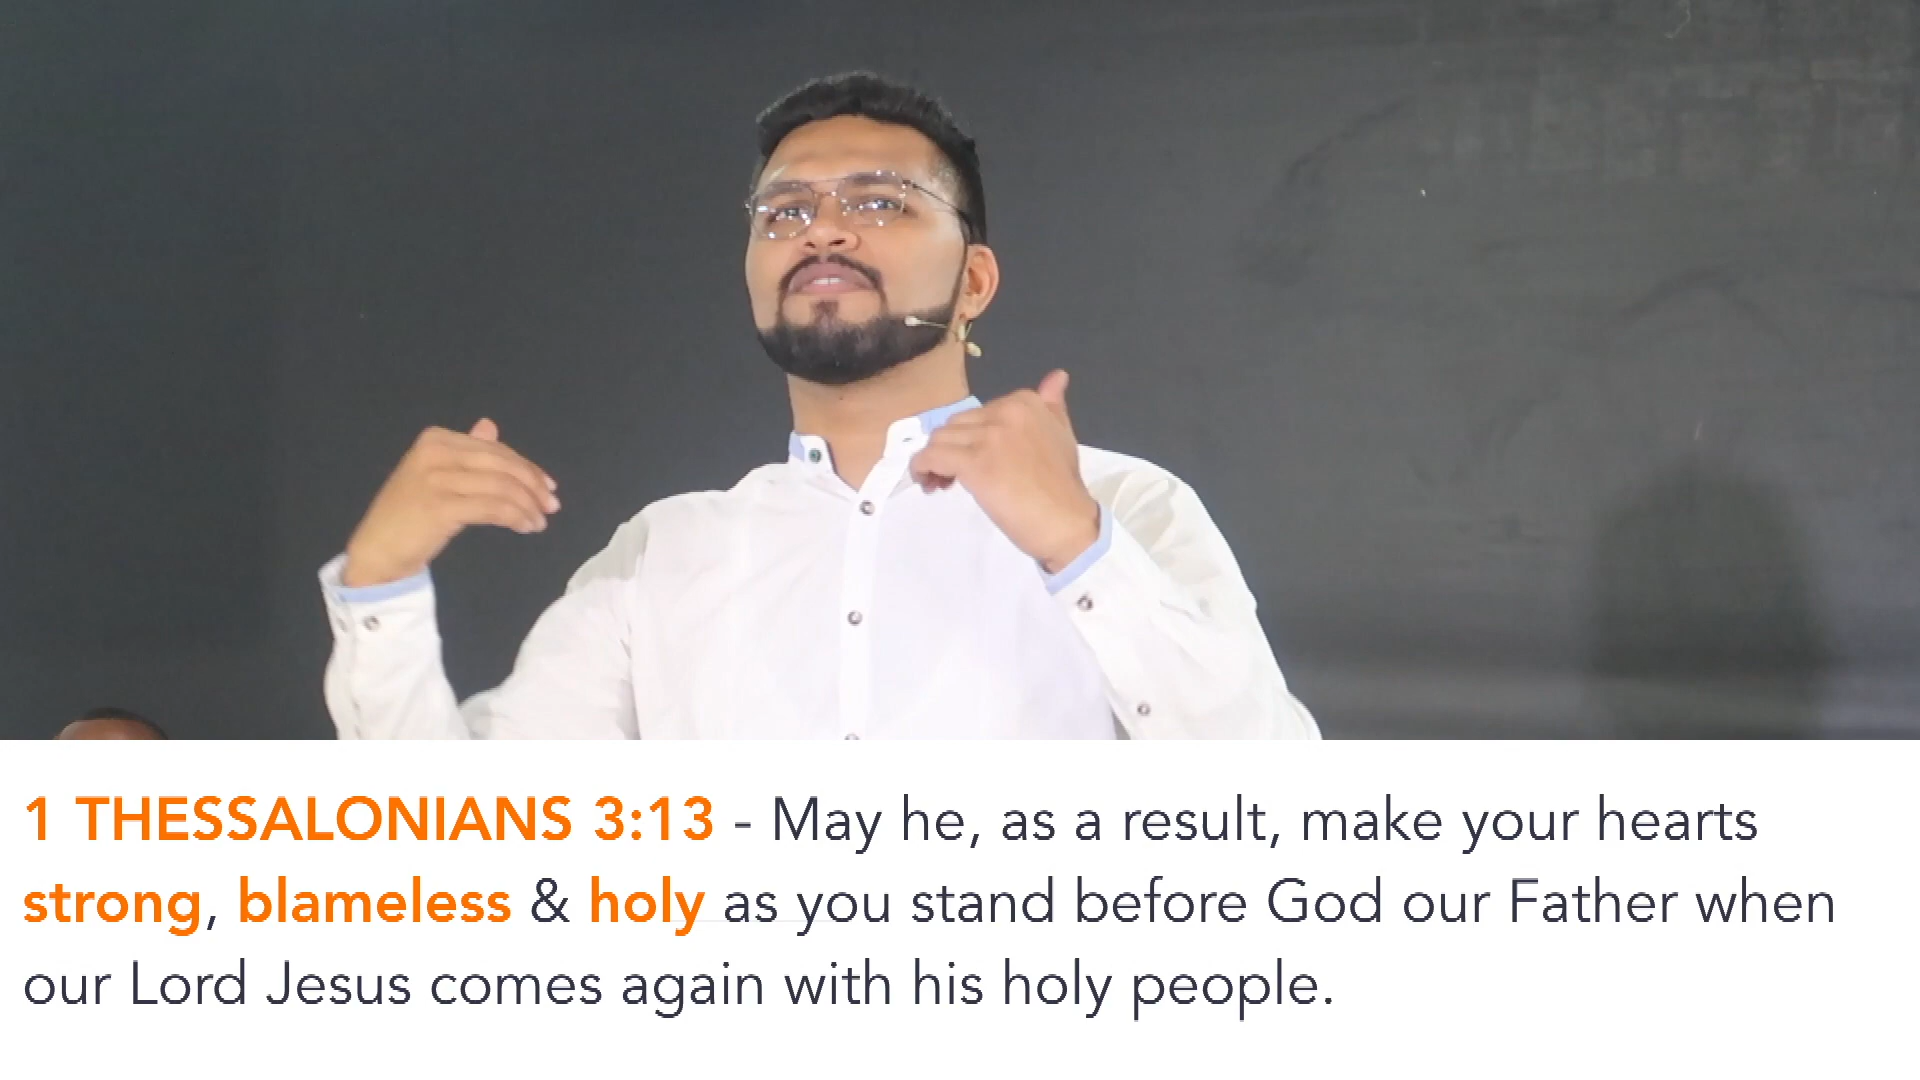 1 THESSALONIANS 3:13 - May he, as a result, make your hearts
strong, blameless & holy as you stand before God our Father when
our Lord Jesus comes again with his holy people.